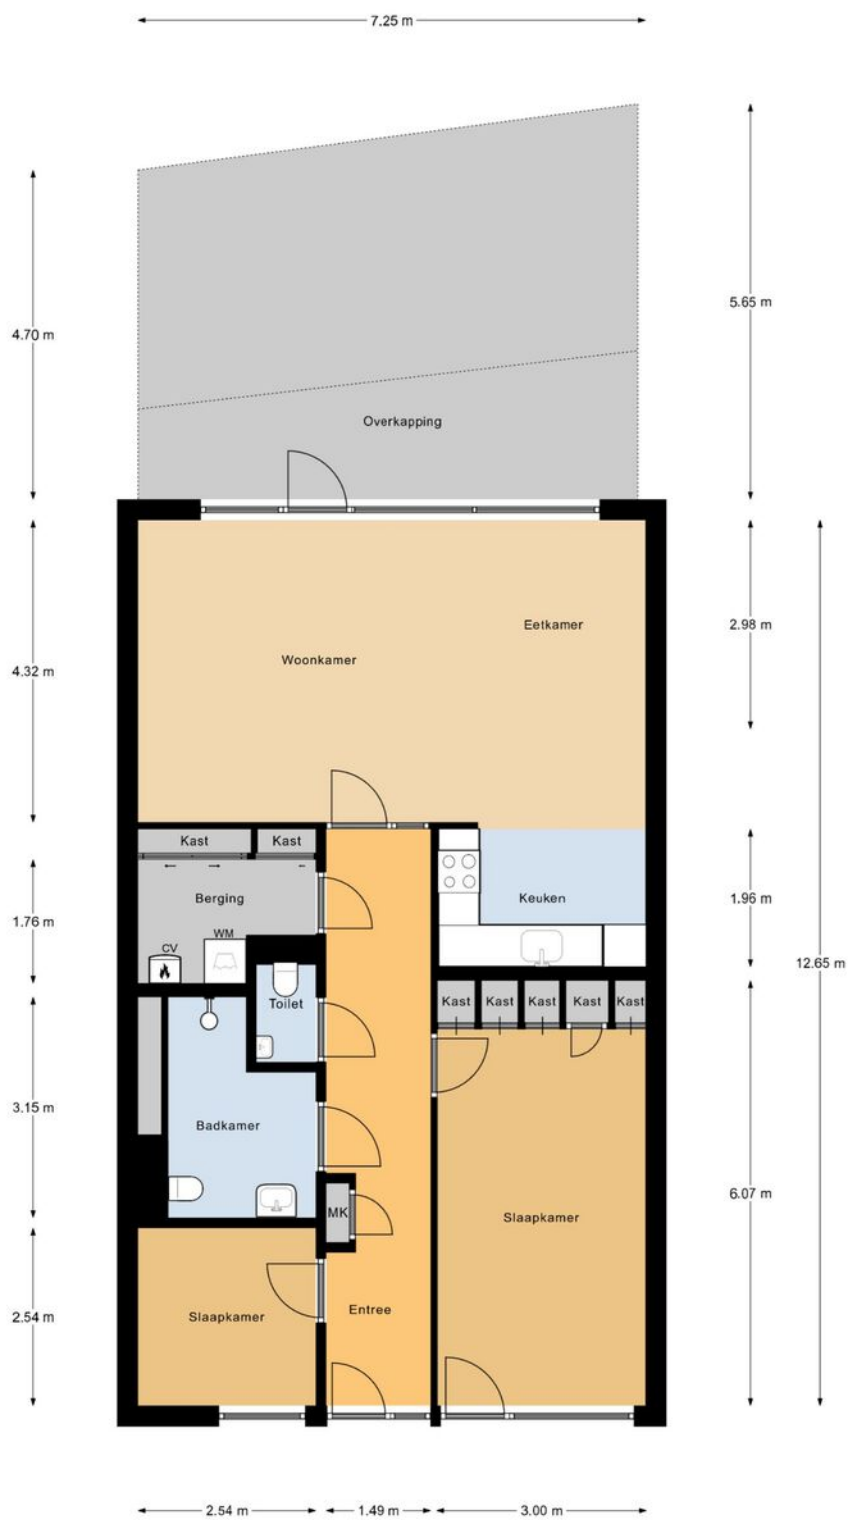 7.25 m
5.65 m
4.70 m
Overkapping
Eetkamer
2.98 m
Woonkamer
4.32 m
Kast
Kast
Berging
Keuken
1.96 m
1.76 m
WM
CV
12.65 m
Toilet
Kast
Kast
Kast
Kast
Kast
3.15 m
Badkamer
6.07 m
MK
Slaapkamer
Entree
Slaapkamer
2.54 m
2.54 m
1.49 m
3.00 m